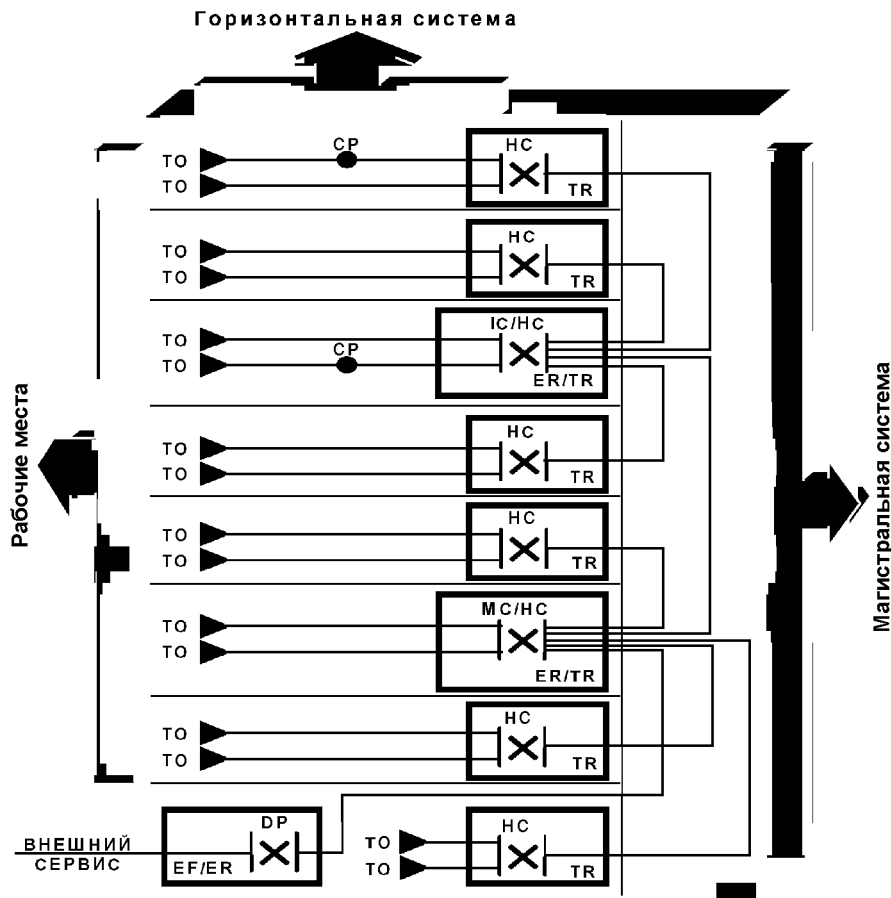 Горизонтальная система
CP
HC
TO
TO
TR
HC
TO
TO
TR
IC/HC
TO
CP
TO
ER/TR
HC
TO
TO
TR
HC
TO
TO
TR
MC/HC
TO
TO
ER/TR
HC
TO
TO
TR
DP
HC
TO
ВНЕШНИЙ
СЕРВИС
EF/ER
TO
TR
Рабочие места
Магистральная система